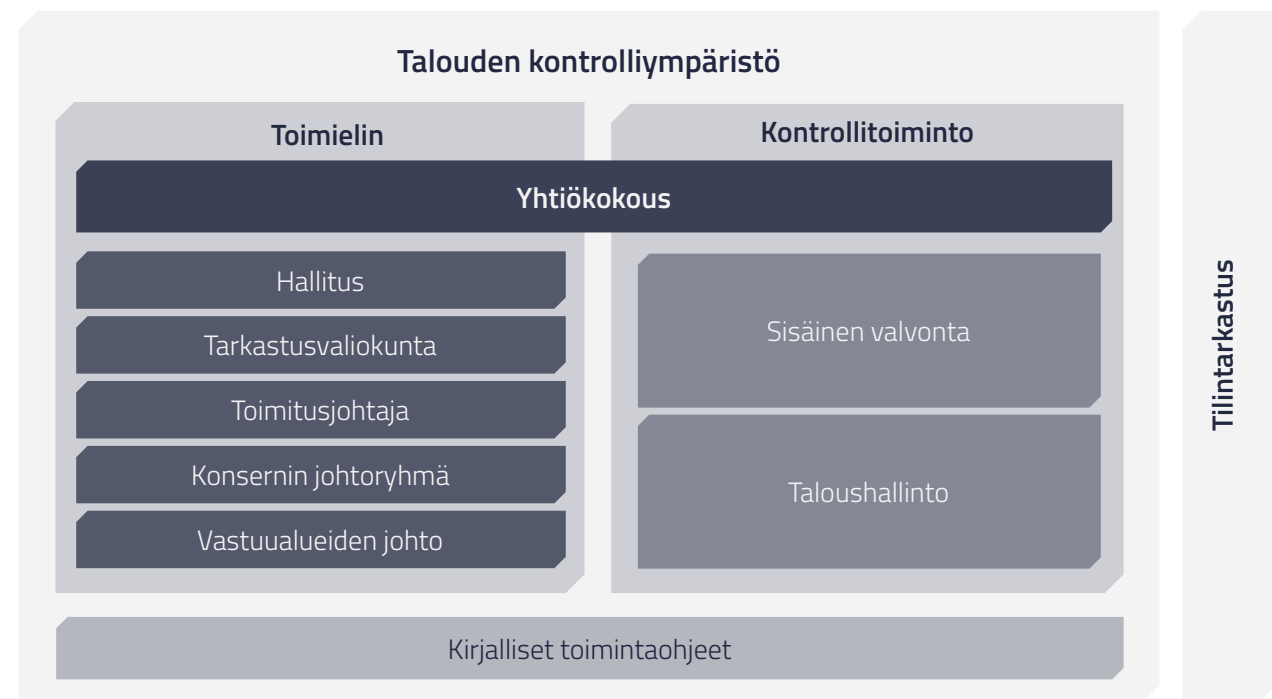 Talouden kontrolliympäristö
Toimielin
Kontrollitoiminto
Yhtiökokous
Hallitus
Tarkastusvaliokunta
Toimitusjohtaja
Konsernin johtoryhmä
Vastuualueiden johto
Sisäinen valvonta
Taloushallinto
Kirjalliset toimintaohjeet
Tilintarkastus